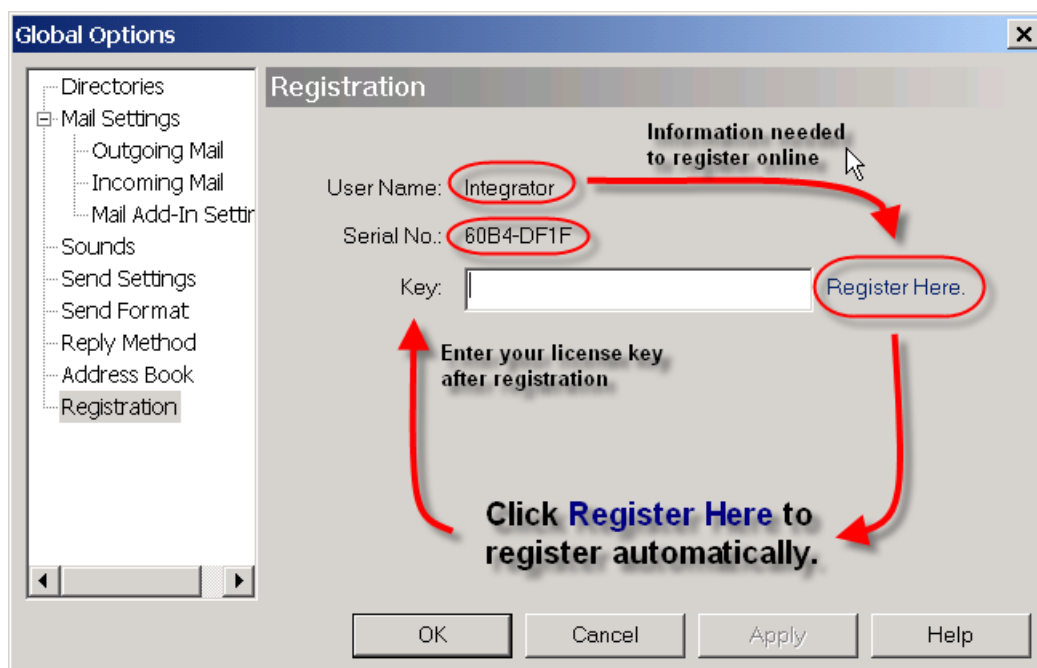 Global Options
Directories
Mail Settings
Outgoing Mail
Incoming Mail
Mail Add-In Settin
Sounds
Send Settings
Send Format
Reply Method
Address Book
Registration
Registration
Information needed
to register online
User Name: Integrator
Serial No.: 60B4-DF1F
Key:
Register Here.
Enter your license key
after registration
Click Register Here to
register automatically.
OK
Cancel
Apply
Help